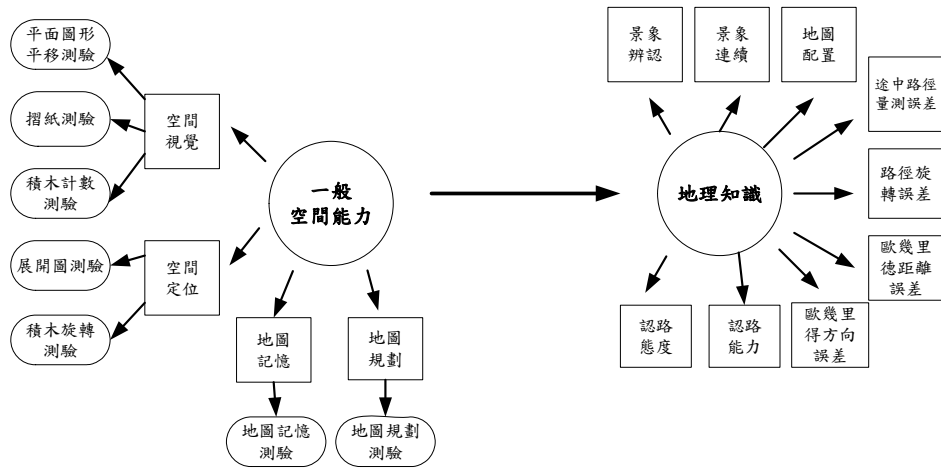 平面圖形
平移測驗
摺紙測驗
積木計數
測驗
空間
視覺
展開圖測驗
積木旋轉
測驗
空間
定位
一般
空間能力
地圖
記憶
地圖
規劃
地圖記憶
測驗
地圖規劃
測驗
景象
辨認
景象
連續
地圖
配置
途中路徑
量測誤差
路徑旋
轉誤差
地理知識
歐幾里
德距離
誤差
認路
態度
認路
能力
歐幾里
得方向
誤差